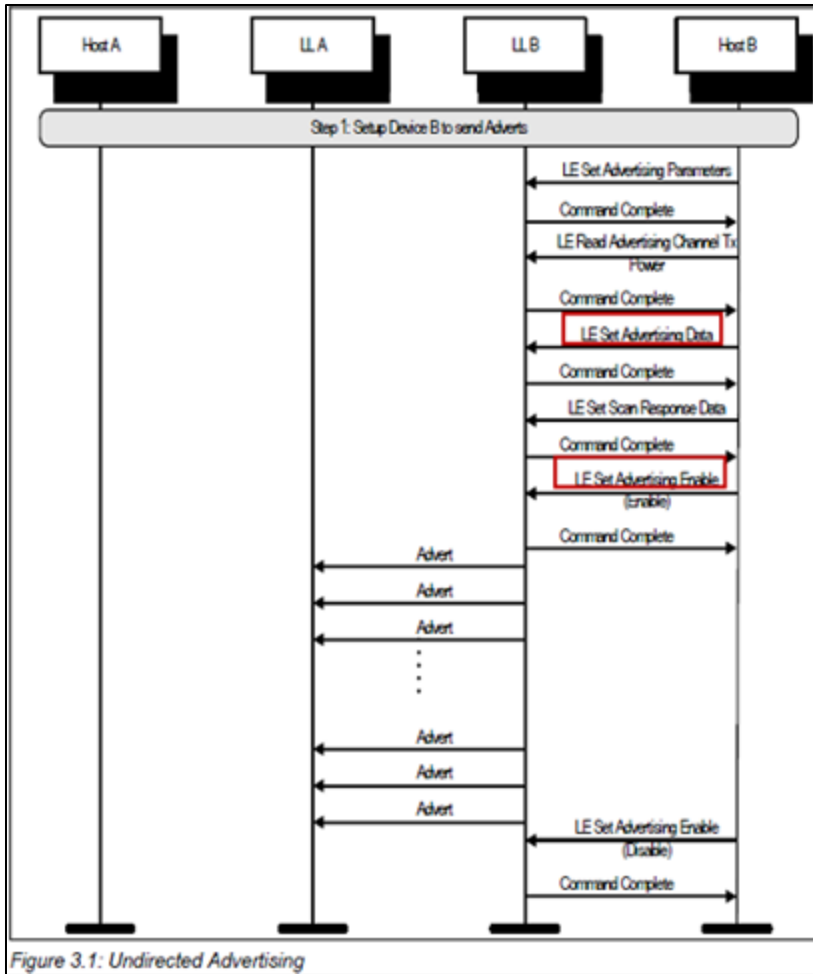 Host A
LL A
LL B
Host B
Step 1: Setup Device B to send Adverts
LE Set Advertising Parameters
Command Complete
LE Read Advertising Channel Tx
Power
Command Complete
LE Set Advertising Data
Command Complete
LE Set Scan Response Data
Command Complete
LE Set Advertising Enable
(Enable)
Command Complete
Advert
Advert
Advert
Advert
Advert
Advert
LE Set Advertising Enable
(Disable)
Command Complete
Figure 3.1: Undirected Advertising